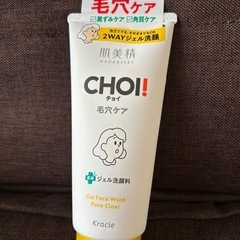 毛穴ケア
黒ずみケア 角質ケア
2WAYジェル洗顔
肌美精
HADABISEI
CHOI!
チョイ
毛穴ケア
薬用
ジェル洗顔料
Gel Face Wash
Pore Clear
Kracie